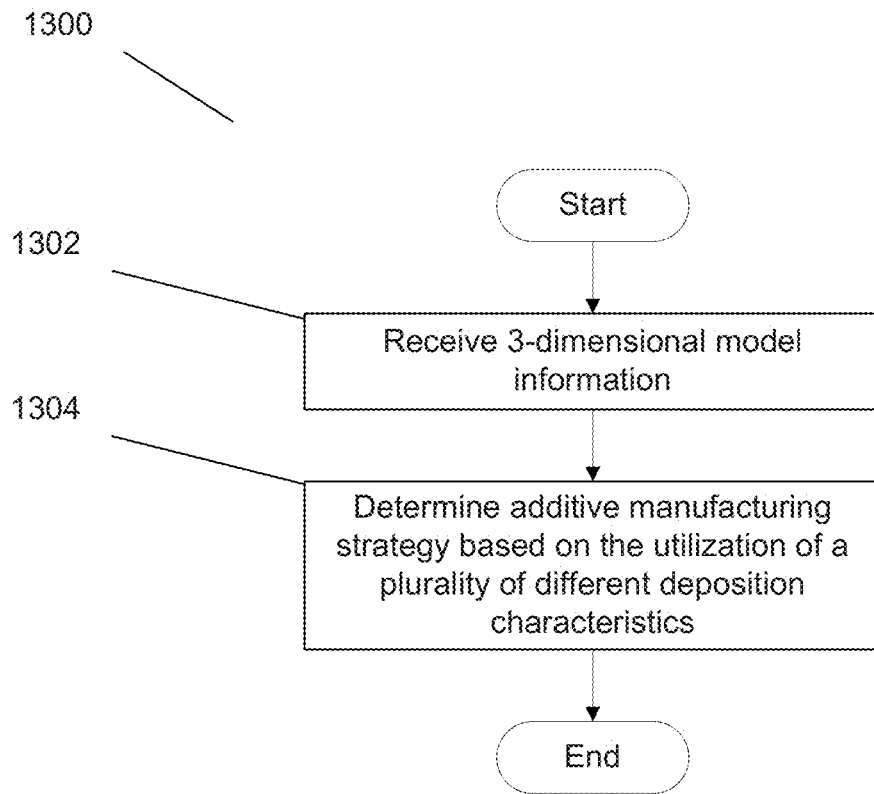 1300
Start
1302
Receive 3-dimensional model
information
1304
Determine additive manufacturing
strategy based on the utilization of a
plurality of different deposition
characteristics
End